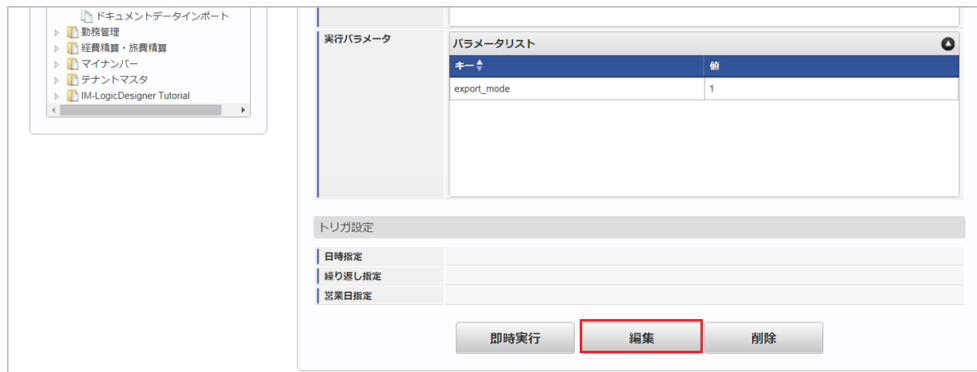 ドキュメントデータインポート
勤務管理
経費精算・旅費精算
マイナンバー
テナントマスタ
IM-LogicDesigner Tutorial
実行パラメータ
パラメータリスト
キー 値
export_mode 1
トリガ設定
日時指定
繰り返し指定
営業日指定
即時実行 編集 削除